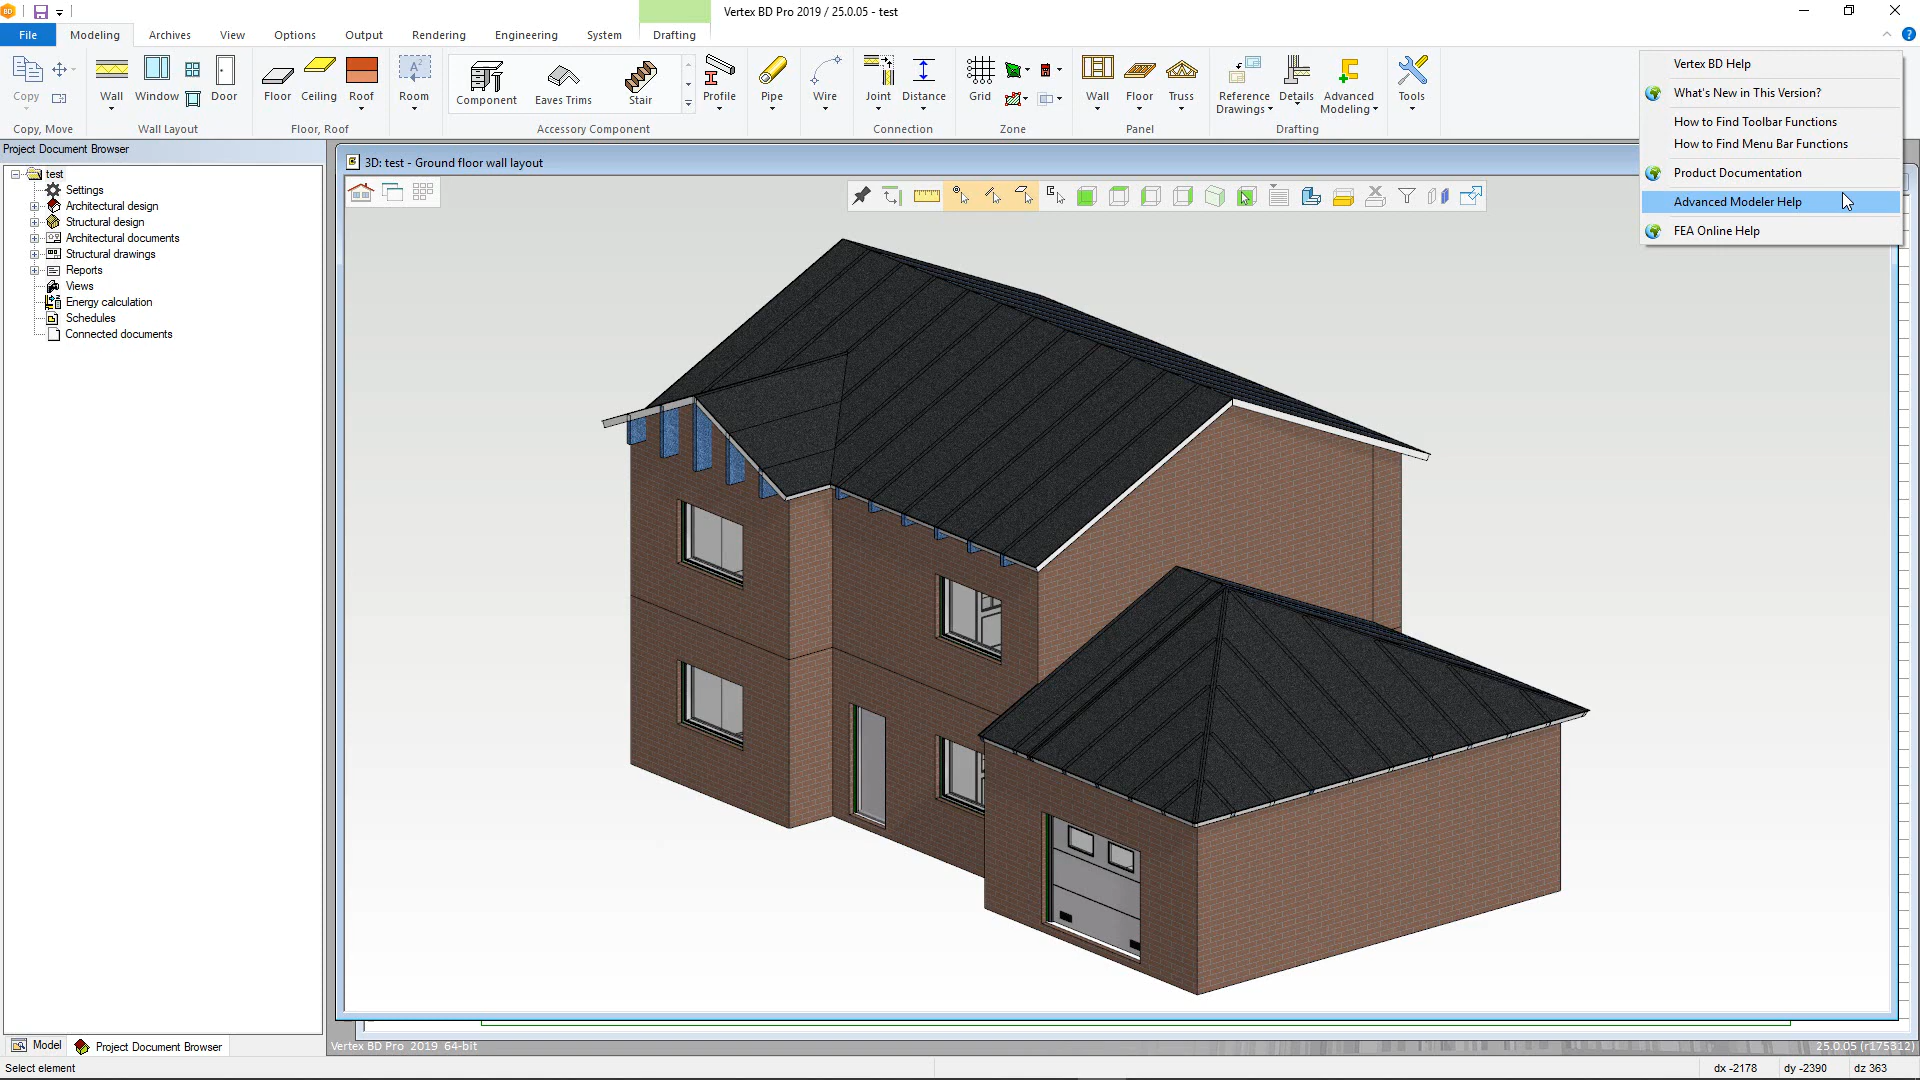 BD
Vertex BD Pro 2019 / 25.0.05 - test
File Modeling Archives View Options Output Rendering Engineering System Drafting
Copy Wall Window Door Floor Ceiling Roof Room Component Eaves Trims Stair Profile Pipe Wire Joint Distance Grid Wall Floor Truss Reference Drawings Details Advanced Modeling Tools
Copy, Move Wall Layout Floor, Roof Accessory Component Connection Zone Panel Drafting
Vertex BD Help
What's New in This Version?
How to Find Toolbar Functions
How to Find Menu Bar Functions
Product Documentation
Advanced Modeler Help
FEA Online Help
Project Document Browser
3D: test - Ground floor wall layout
test
Settings
Architectural design
Structural design
Architectural documents
Structural drawings
Reports
Views
Energy calculation
Schedules
Connected documents
Model Project Document Browser
Vertex BD Pro 2019 64-bit
25.0.05 (r175312)
Select element
dx -2178 dy -2390 dz 363